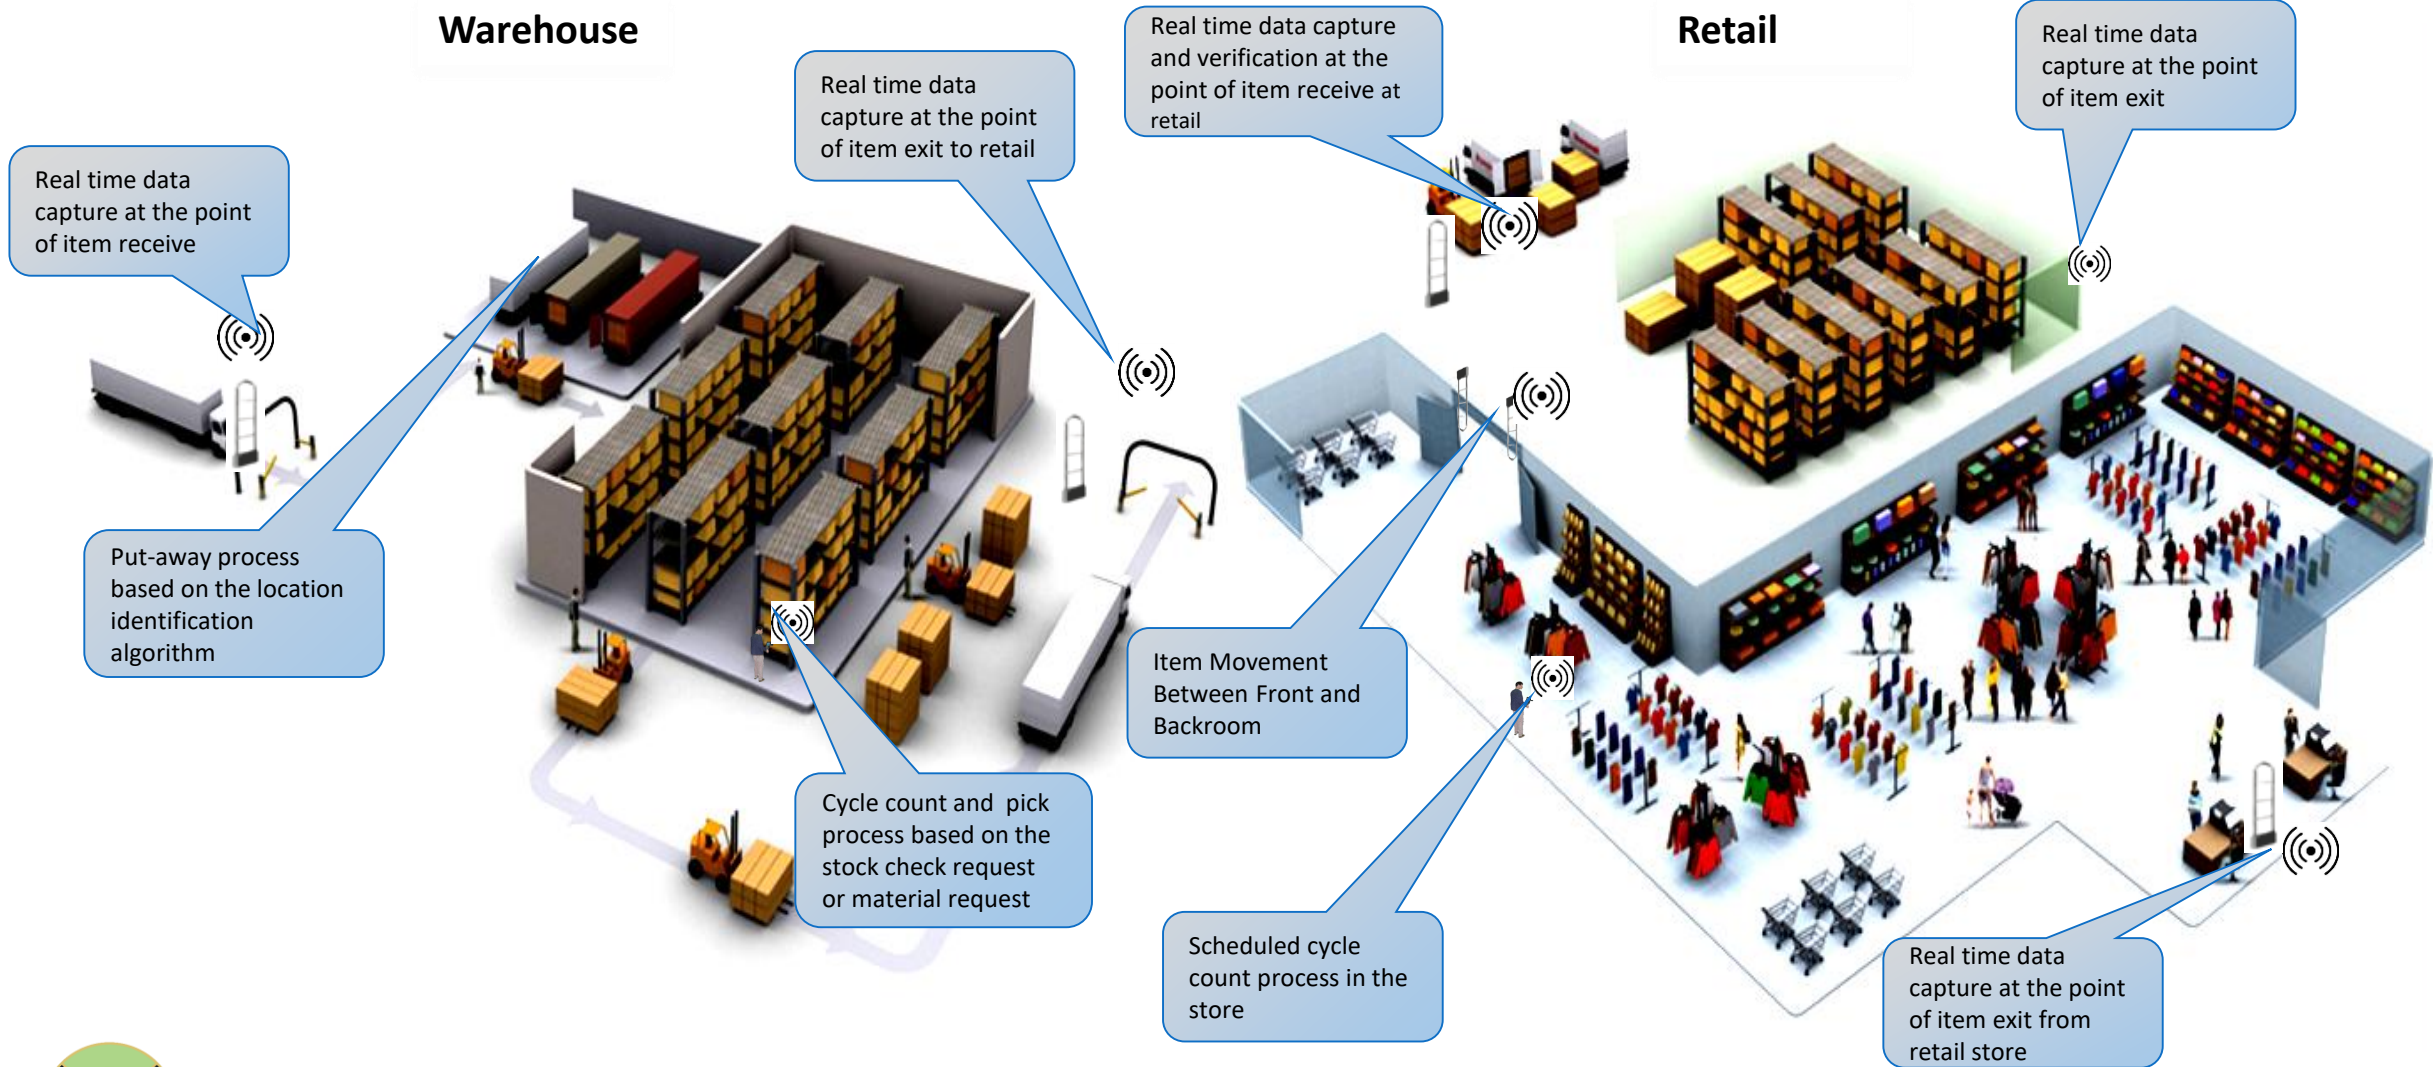 Warehouse
Retail
Real time data
capture at the point
of item receive
Real time data
capture at the point
of item exit to retail
Real time data capture
and verification at the
point of item receive at
retail
Real time data
capture at the point
of item exit
Put-away process
based on the location
identification
algorithm
Cycle count and  pick
process based on the
stock check request
or material request
Item Movement
Between Front and
Backroom
Scheduled cycle
count process in the
store
Real time data
capture at the point
of item exit from
retail store